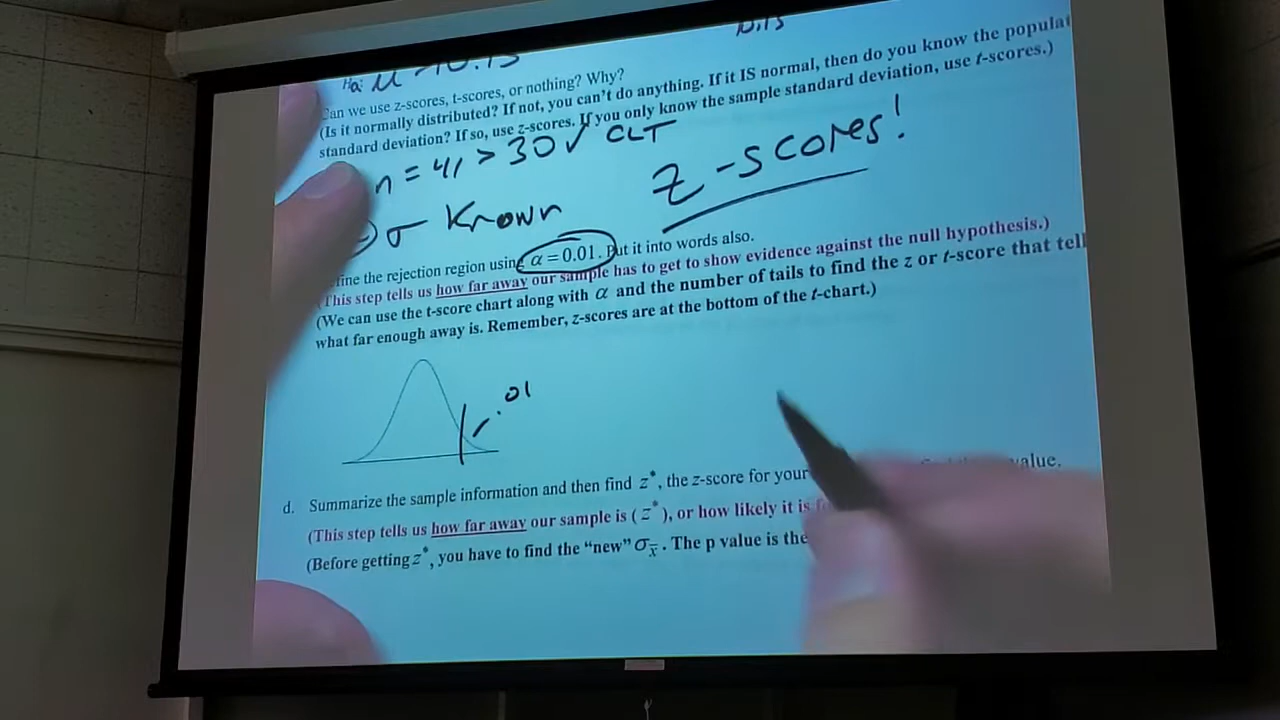 10.15
Ha: μ > 10.15
Can we use z-scores, t-scores, or nothing? Why?
(Is it normally distributed? If not, you can't do anything. If it IS normal, then do you know the
standard deviation? If so, use z-scores. If you only know the sample standard deviation, use t-scores.)
n = 41 > 30 ✓ CLT
z-scores!
σ Known
using α = 0.01. Put it into words also.
(This step tells us how far away our sample has to get to show evidence against the null hypothesis.)
(We can use the t-score chart along with α and the number of tails to find the z or t-score that
what far enough away is. Remember, z-scores are at the bottom of the t-chart.)
.01
d. Summarize the sample information and then find z*, the z-score for your
(This step tells us how far away our sample is (z*), or how likely it is
(Before getting z*, you have to find the "new" σx̄. The p value is the